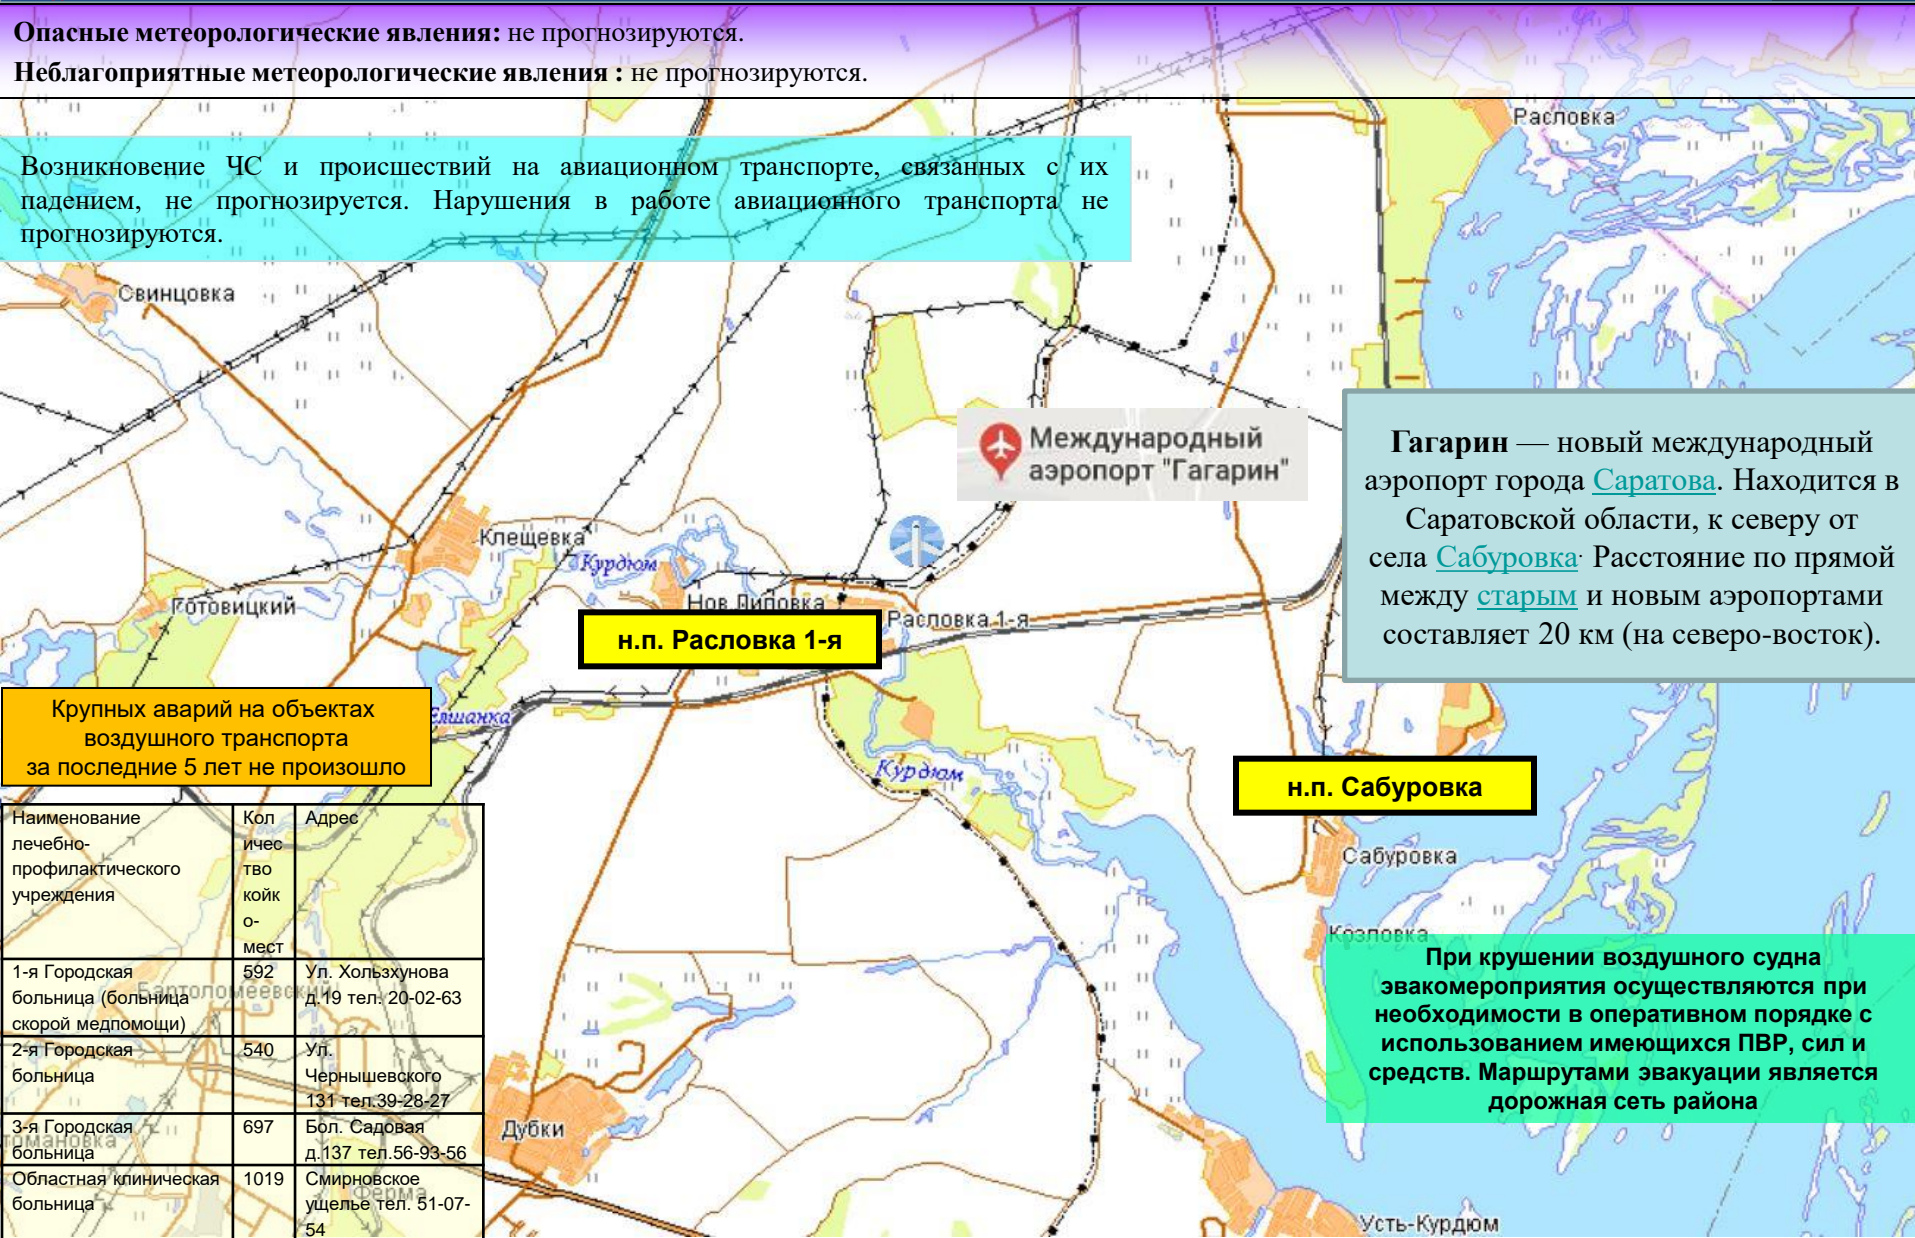 Опасные метеорологические явления: не прогнозируются.
Неблагоприятные метеорологические явления : не прогнозируются.
Расловка
Возникновение ЧС и происшествий на авиационном транспорте, связанных с их
падением, не прогнозируется. Нарушения в работе авиационного транспорта не
прогнозируются.
Свинцовка
Международный
аэропорт "Гагарин"
Гагарин — новый международный
аэропорт города Саратова. Находится в
Саратовской области, к северу от
села Сабуровка. Расстояние по прямой
между старым и новым аэропортами
составляет 20 км (на северо-восток).
Клещевка
Курдюм
Готовицкий
Нов.Липовка
Расловка 1-я
н.п. Расловка 1-я
Елшанка
Крупных аварий на объектах
воздушного транспорта
за последние 5 лет не произошло
Курдюм
н.п. Сабуровка
Сабуровка
Козловка
Наименование
лечебно-
профилактического
учреждения
Кол
ичес
тво
койк
о-
мест
Адрес
1-я Городская
больница (больница
скорой медпомощи)
592
Ул. Хользхунова
д.19 тел. 20-02-63
Бартоломеевский
2-я Городская
больница
540
Ул.
Чернышевского
131 тел.39-28-27
3-я Городская
больница
697
Бол. Садовая
д.137 тел.56-93-56
Областная клиническая
больница
1019
Смирновское
ущелье тел. 51-07-
54
томановка
Ферма
Дубки
При крушении воздушного судна
эвакомероприятия осуществляются при
необходимости в оперативном порядке с
использованием имеющихся ПВР, сил и
средств. Маршрутами эвакуации является
дорожная сеть района
Усть-Курдюм